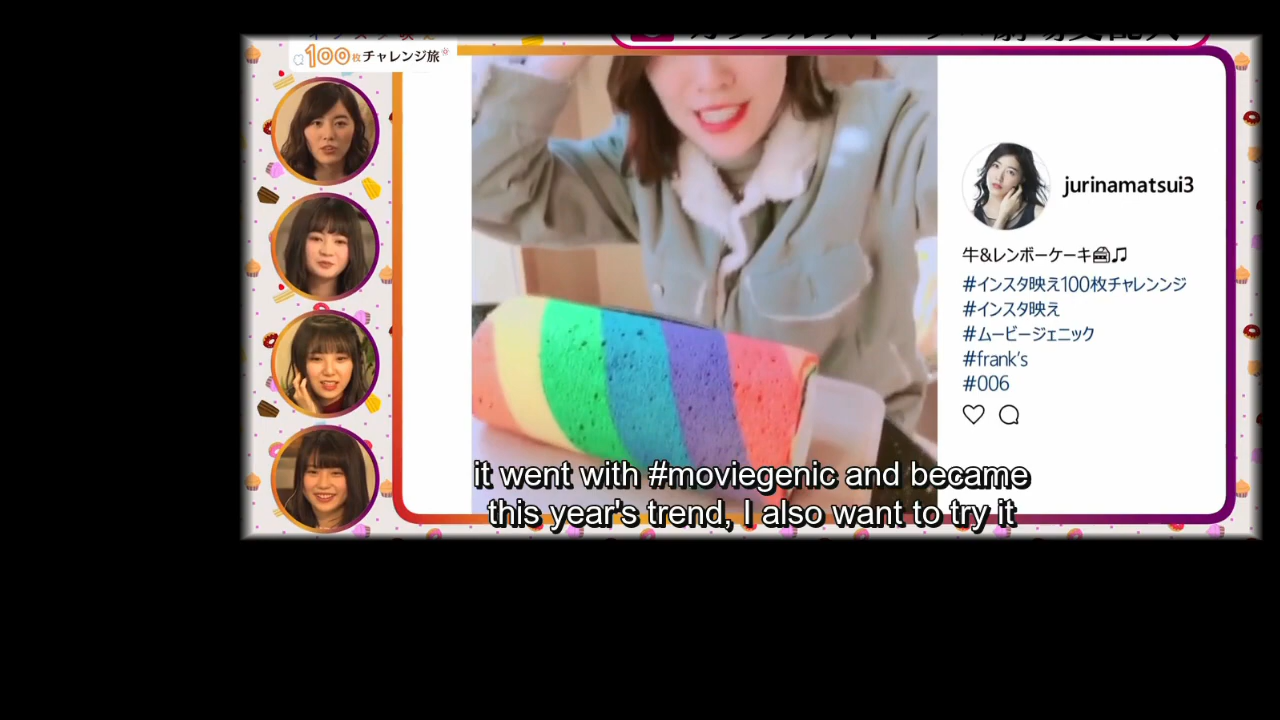 100枚チャレンジ旅
jurinamatsui3
牛&レンボーケーキ🍰♫
#インスタ映え100枚チャレンンジ
#インスタ映え
#ムービージェニック
#frank's
#006
it went with #moviegenic and became
this year's trend, I also want to try it